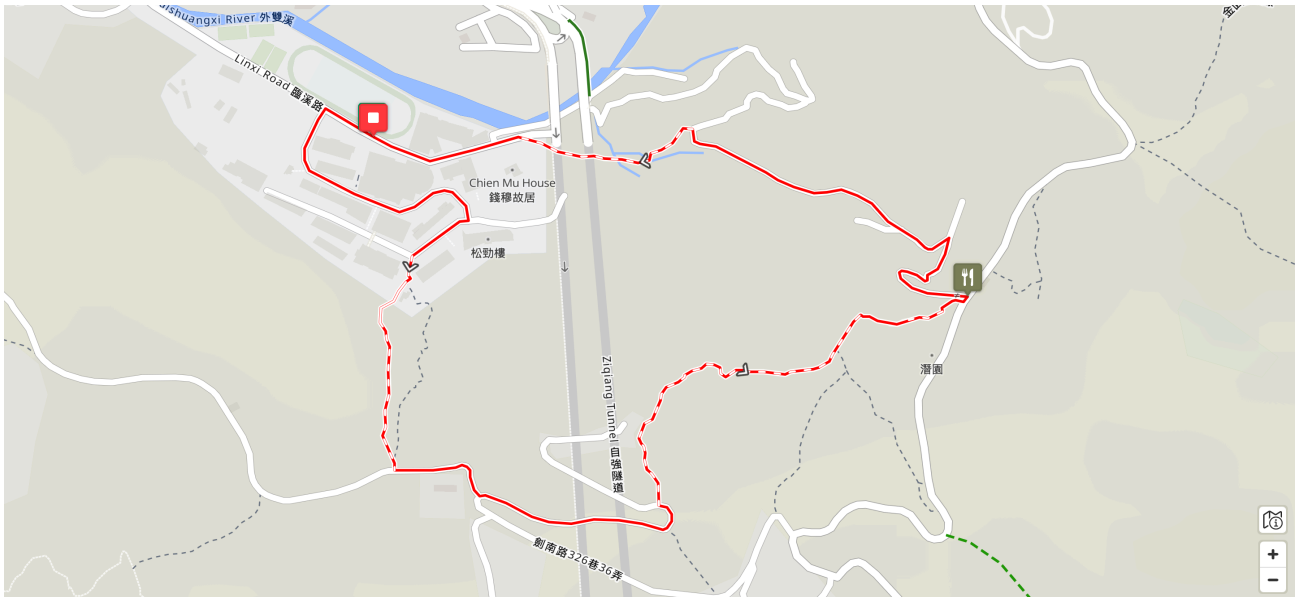 ishuangxi River 外雙溪
Linxi Road 臨溪路
Chien Mu House
錢穆故居
松勁樓
Ziqiang Tunnel 自強隧道
潛園
劍南路326巷36弄
+
−